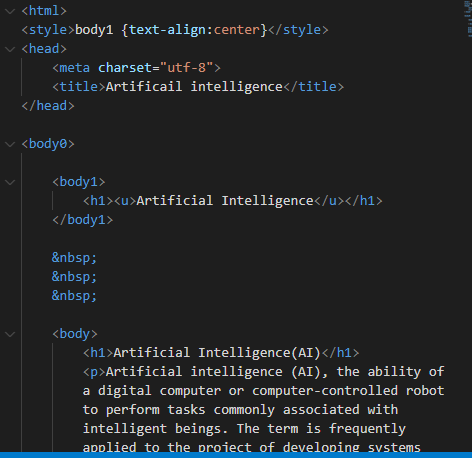 <html>
<style>body1 {text-align:center}</style>
<head>
<meta charset="utf-8">
<title>Artificail intelligence</title>
</head>
<body0>
<body1>
<h1><u>Artificial Intelligence</u></h1>
</body1>
&nbsp;
&nbsp;
&nbsp;
<body>
<h1>Artificial Intelligence(AI)</h1>
<p>Artificial intelligence (AI), the ability of
a digital computer or computer-controlled robot
to perform tasks commonly associated with
intelligent beings. The term is frequently
applied to the project of developing systems